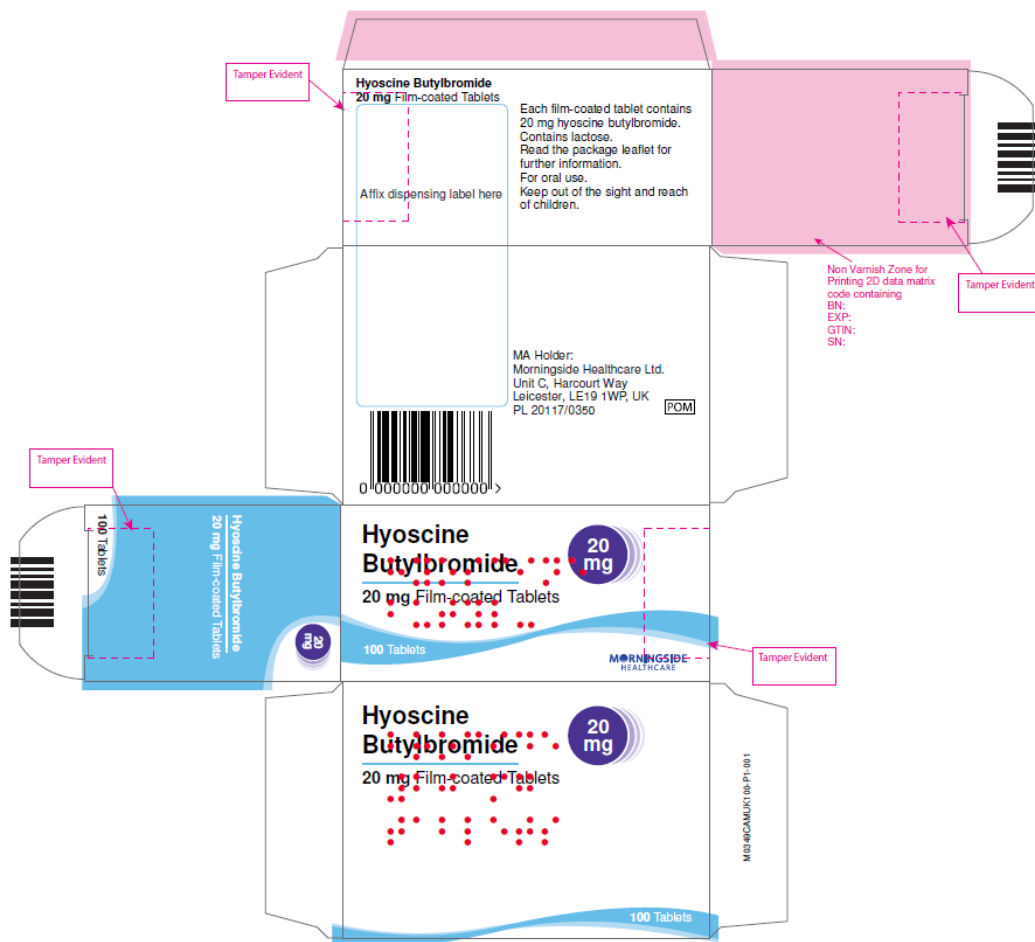 Tamper Evident
Hyoscine Butylbromide
20 mg Film-coated Tablets
Each film-coated tablet contains
20 mg hyoscine butylbromide.
Contains lactose.
Read the package leaflet for
further information.
For oral use.
Keep out of the sight and reach
of children.
Affix dispensing label here
Non Varnish Zone for
Printing 2D data matrix
code containing
BN:
EXP:
GTIN:
SN:
Tamper Evident
MA Holder:
Morningside Healthcare Ltd.
Unit C, Harcourt Way
Leicester, LE19 1WP, UK
PL 20117/0350
POM
0 000000 000000 >
Tamper Evident
100 Tablets
Hyoscine Butylbromide
20 mg Film-coated Tablets
20
mg
Hyoscine
Butylbromide
20 mg Film-coated Tablets
20
mg
100 Tablets
MORNINGSIDE
HEALTHCARE
Tamper Evident
Hyoscine
Butylbromide
20 mg Film-coated Tablets
20
mg
100 Tablets
M0349CAMUK100-P1-001